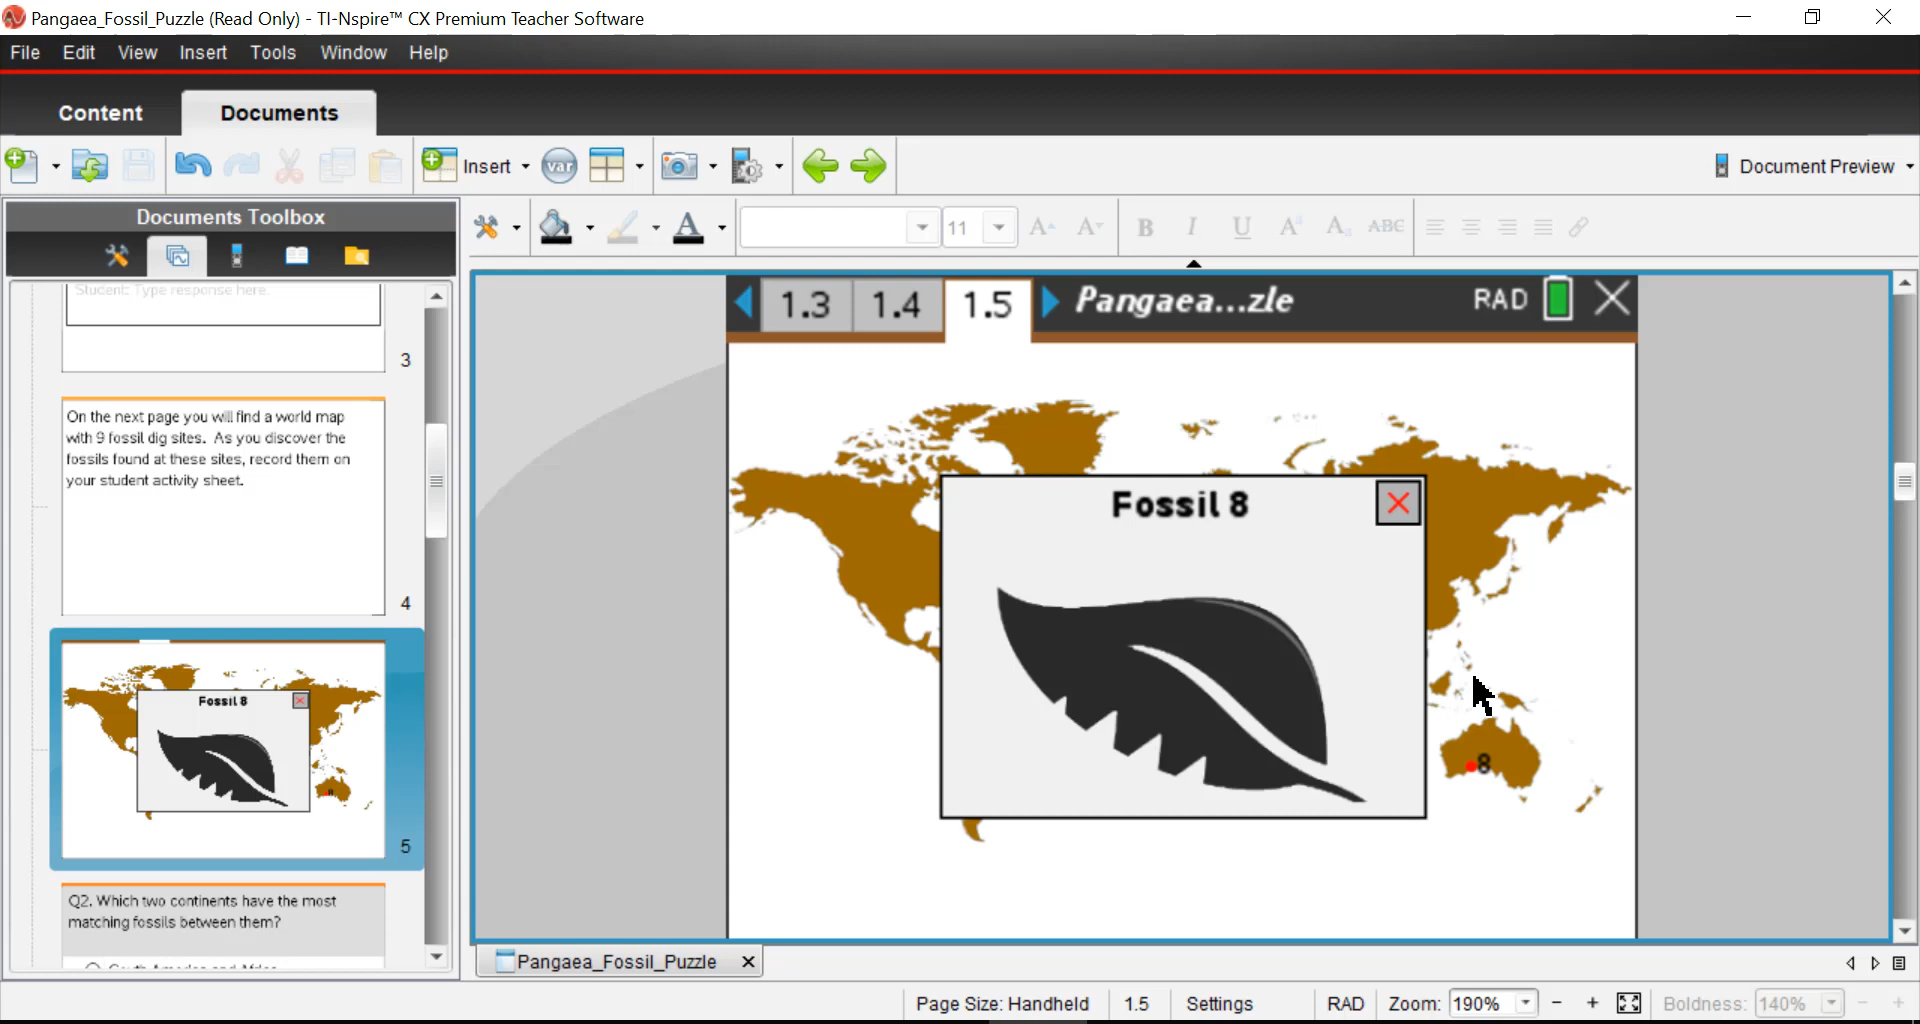 Pangaea_Fossil_Puzzle (Read Only) - TI-Nspire™ CX Premium Teacher Software
File Edit View Insert Tools Window Help
Content Documents
Insert var Document Preview
Documents Toolbox
11 B I U A A ABC
Student: Type response here.
3
On the next page you will find a world map
with 9 fossil dig sites. As you discover the
fossils found at these sites, record them on
your student activity sheet.
4
Fossil 8
8
5
Q2. Which two continents have the most
matching fossils between them?
1.3 1.4 1.5 Pangaea...zle RAD
Fossil 8
8
Pangaea_Fossil_Puzzle
Page Size: Handheld 1.5 Settings RAD Zoom: 190% - + Boldness: 140% - +